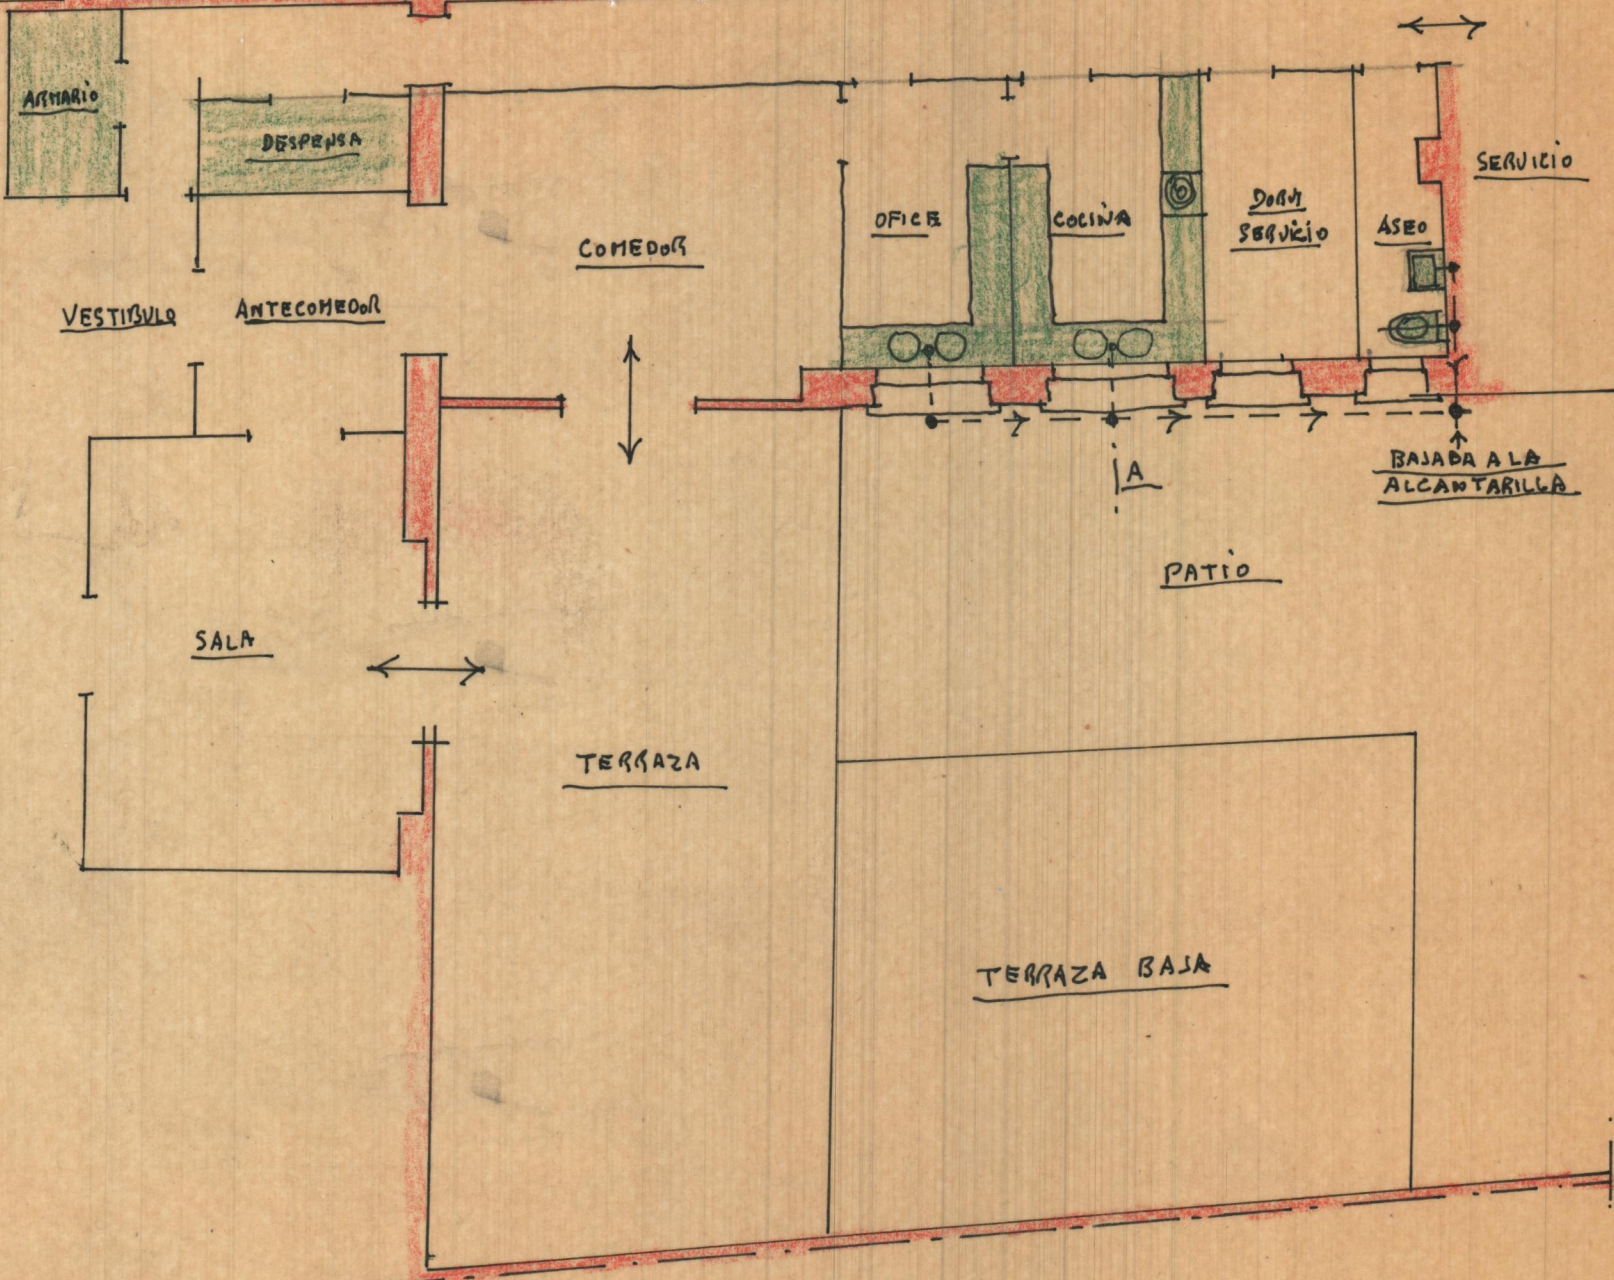 ARMARIO
DESPENSA
SERVICIO
OFICE
COCINA
DORM
SERVICIO
ASEO
COMEDOR
VESTIBULO
ANTECOMEDOR
A
BAJADA A LA
ALCANTARILLA
PATIO
SALA
TERRAZA
TERRAZA BAJA